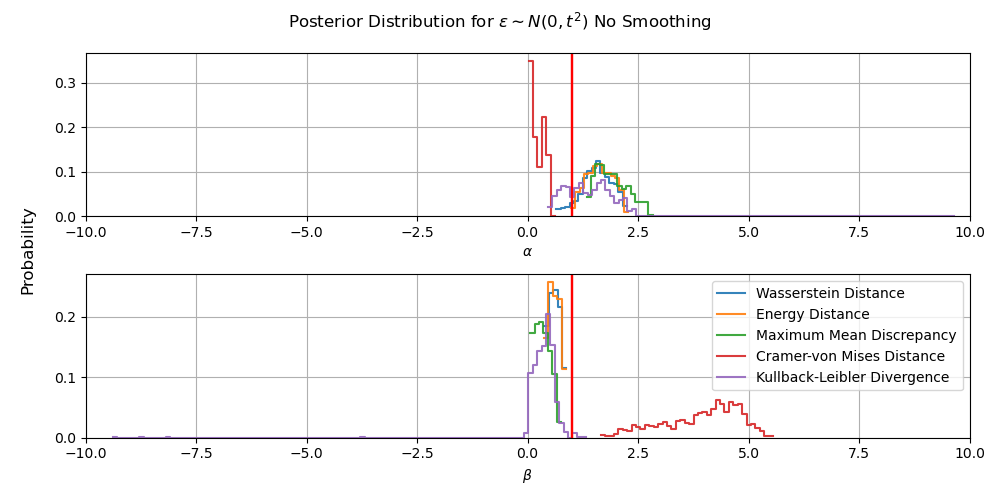 Posterior Distribution for ε ~ N(0, t²) No Smoothing
Probability
0.3
0.2
0.1
0.0
−10.0 −7.5 −5.0 −2.5 0.0 2.5 5.0 7.5 10.0
α
0.2
0.1
0.0
Wasserstein Distance
Energy Distance
Maximum Mean Discrepancy
Cramer-von Mises Distance
Kullback-Leibler Divergence
−10.0 −7.5 −5.0 −2.5 0.0 2.5 5.0 7.5 10.0
β